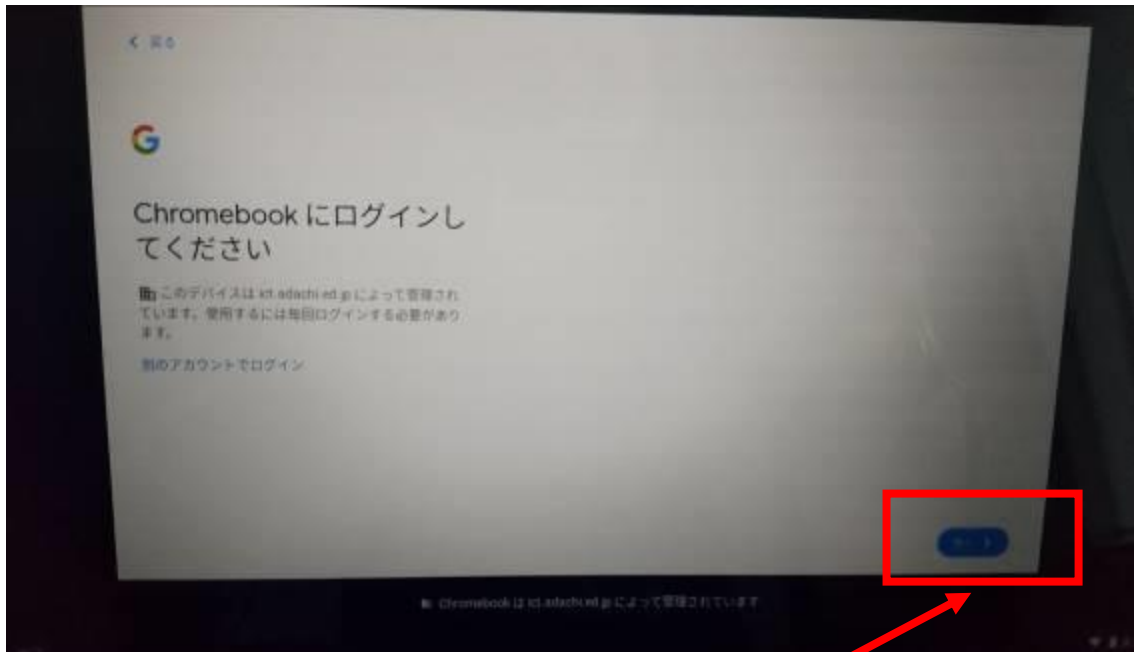 < 戻る
G
Chromebook にログインし
てください
このデバイスは ict.adachi.ed.jp によって管理され
ています。使用するには毎回ログインする必要があり
ます。
別のアカウントでログイン
Chromebook は ict.adachi.ed.jp によって管理されています